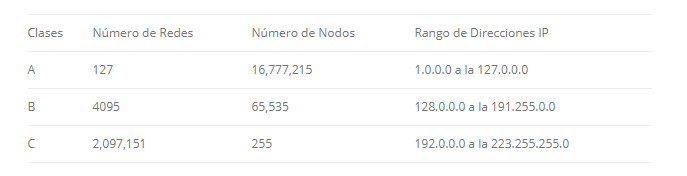 Clases Número de Redes Número de Nodos Rango de Direcciones IP
A 127 16,777,215 1.0.0.0 a la 127.0.0.0
B 4095 65,535 128.0.0.0 a la 191.255.0.0
C 2,097,151 255 192.0.0.0 a la 223.255.255.0